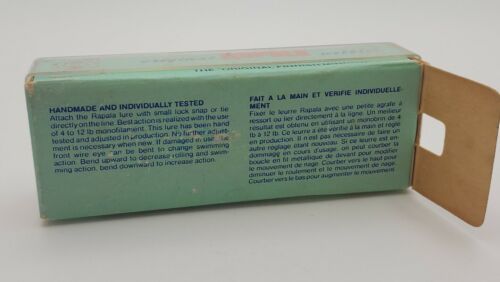 THE ORIGINAL
HANDMADE AND INDIVIDUALLY TESTED
Attach the Rapala lure with small lock snap or tie
directly on the line. Best action is realized with the use
of 4 to 12 lb monofilament. This lure has been hand
tested and adjusted in production. No further adjust-
ment is necessary when new. If damaged in use the
front wire eye can be bent to change swimming
action. Bend upward to decrease rolling and swim-
ming action, bend downward to increase action.
FAIT A LA MAIN ET VERIFIE INDIVIDUELLE-
MENT
Fixer le leurre Rapala avec une petite agrafe à
ressort ou lier directement à la ligne. Un meilleur
résultat est obtenu en utilisant un monobrin de 4
lb à 12 lb. Ce leurre a été vérifié à la main et réglé
en production. Il n'est pas nécessaire de faire un
autre réglage étant nouveau. Si on peut courber la
dommage en cours d'usage, on peut courber la
boucle en fil métallique de devant pour modifier
le mouvement de nage. Courber vers le haut pour
diminuer le roulement et le mouvement de nage.
Courber vers le bas pour augmenter le mouvement.